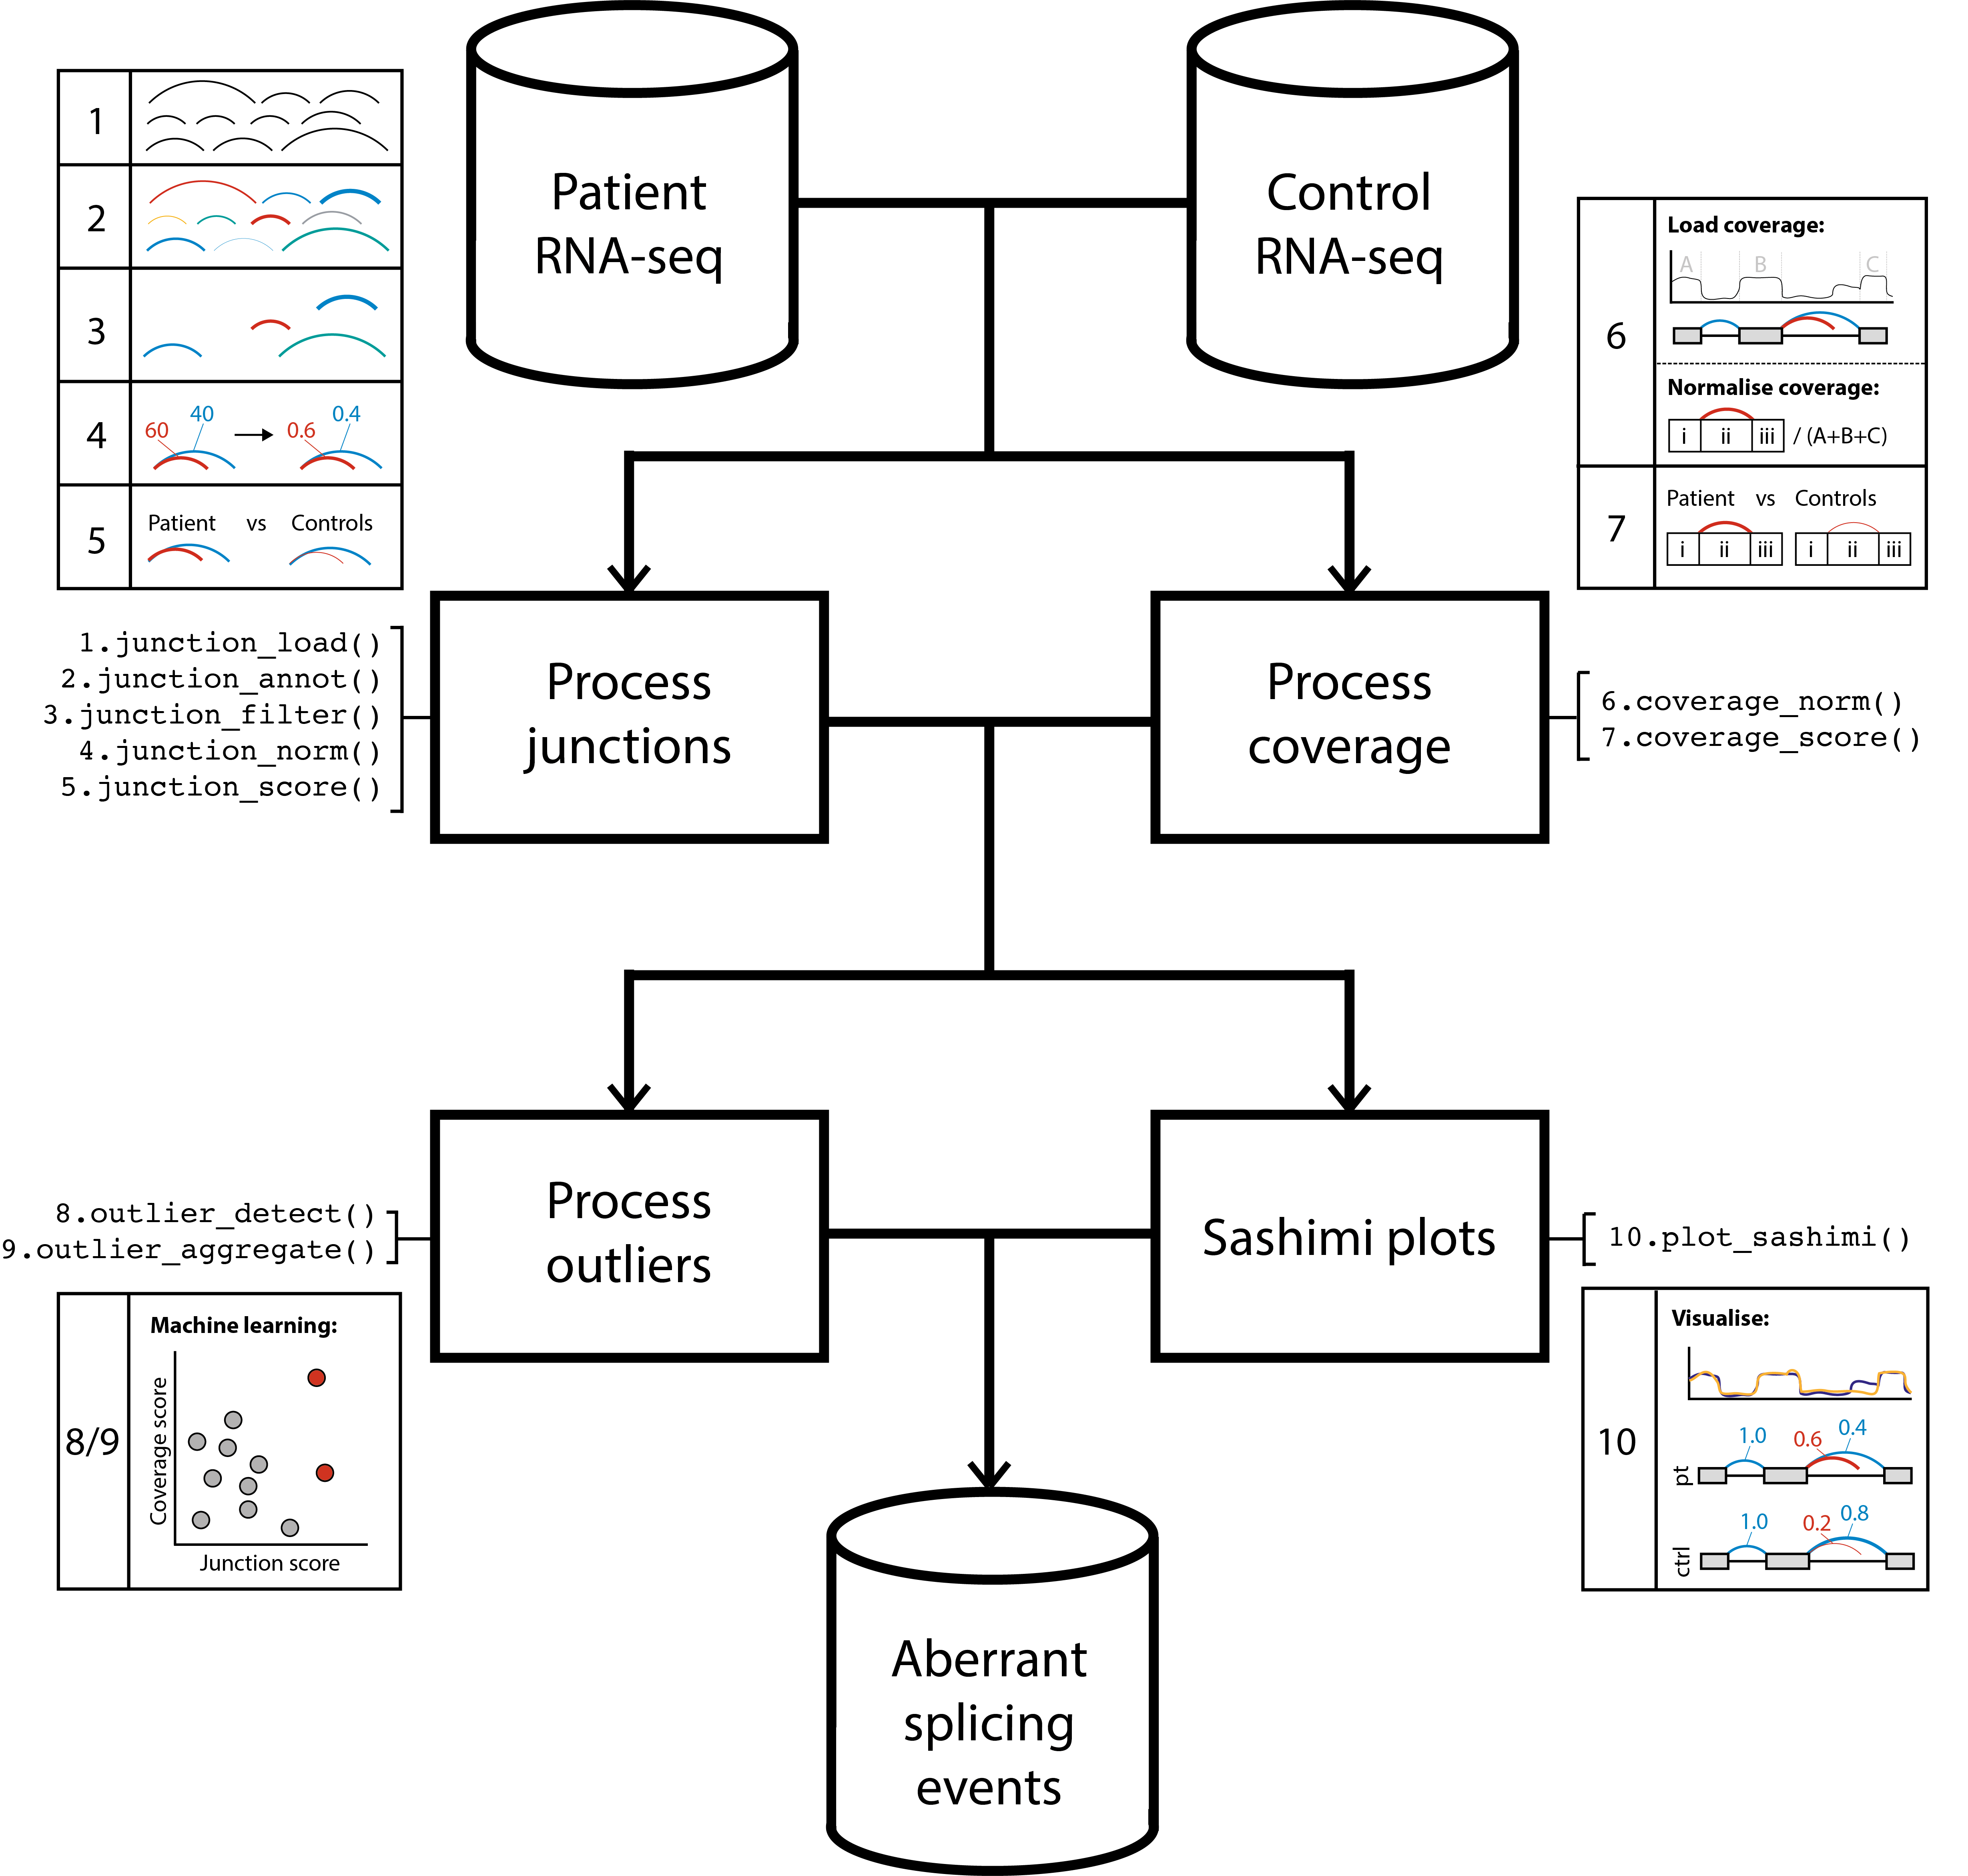 Patient
RNA-seq
Control
RNA-seq
1
2
3
4
60
40
0.6
0.4
5
Patient vs Controls
6
Load coverage:
A B C
Normalise coverage:
i ii iii / (A+B+C)
7
Patient vs Controls
i ii iii i ii iii
1.junction_load()
2.junction_annot()
3.junction_filter()
4.junction_norm()
5.junction_score()
Process
junctions
Process
coverage
6.coverage_norm()
7.coverage_score()
8.outlier_detect()
9.outlier_aggregate()
Process
outliers
Sashimi plots
10.plot_sashimi()
8/9
Machine learning:
Coverage score
Junction score
10
Visualise:
1.0 0.6 0.4
pt
1.0 0.2 0.8
ctrl
Aberrant
splicing
events